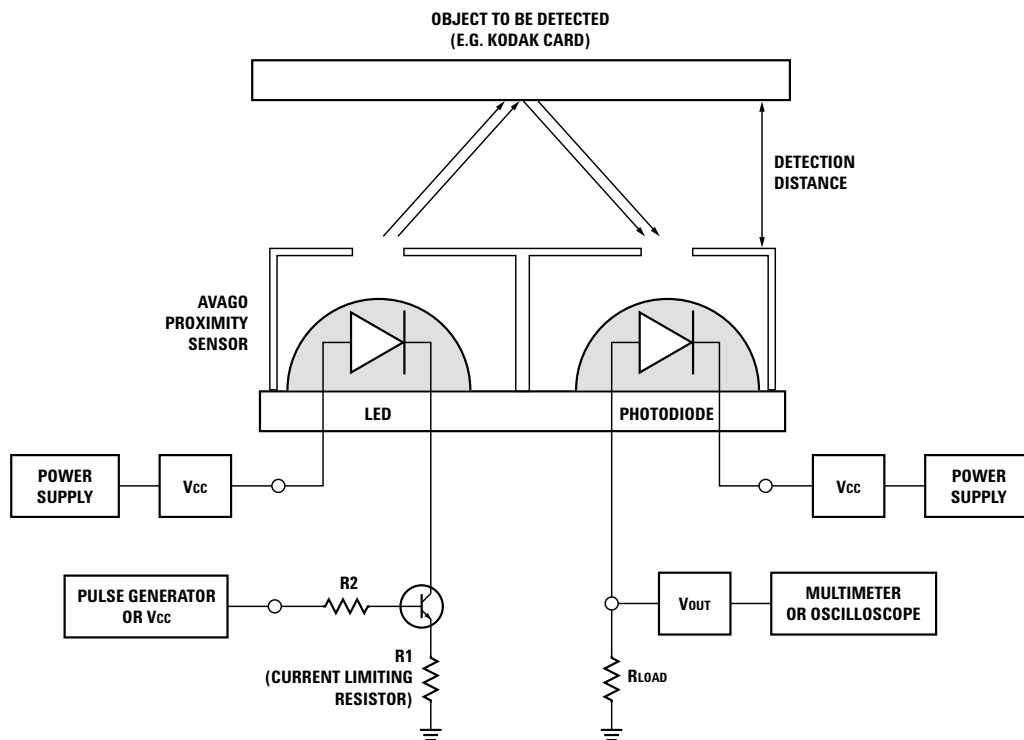 OBJECT TO BE DETECTED
(E.G. KODAK CARD)
DETECTION
DISTANCE
AVAGO
PROXIMITY
SENSOR
LED
PHOTODIODE
POWER
SUPPLY
VCC
VCC
POWER
SUPPLY
PULSE GENERATOR
OR VCC
R2
R1
(CURRENT LIMITING
RESISTOR)
VOUT
MULTIMETER
OR OSCILLOSCOPE
RLOAD